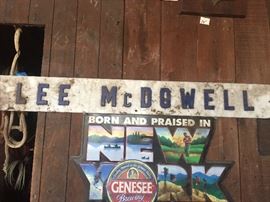 LEE McDOWELL
BORN AND PRAISED IN
NEW
YORK
GENESEE
Brewing